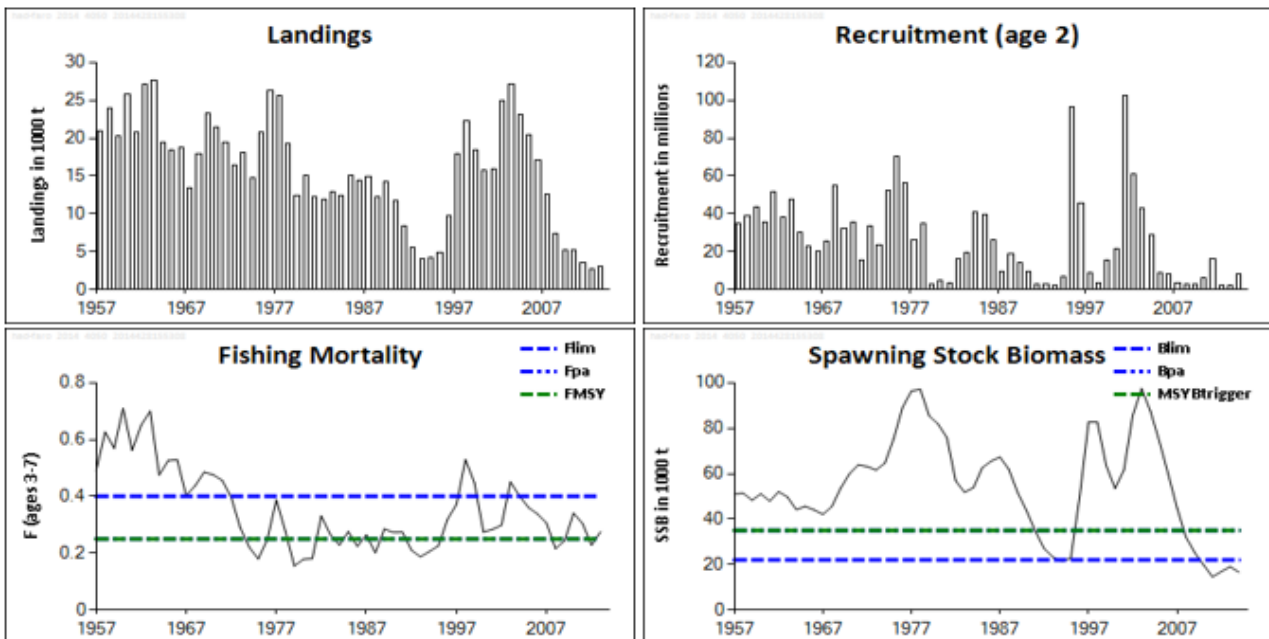 Landings
Landings in 1000 t
30
25
20
15
10
5
0
1957 1967 1977 1987 1997 2007
Recruitment (age 2)
Recruitment in millions
120
100
80
60
40
20
0
1957 1967 1977 1987 1997 2007
Fishing Mortality
Flim
Fpa
FMSY
F (ages 3-7)
0.8
0.6
0.4
0.2
0
1957 1967 1977 1987 1997 2007
Spawning Stock Biomass
Blim
Bpa
MSYBtrigger
SSB in 1000 t
100
80
60
40
20
0
1957 1967 1977 1987 1997 2007